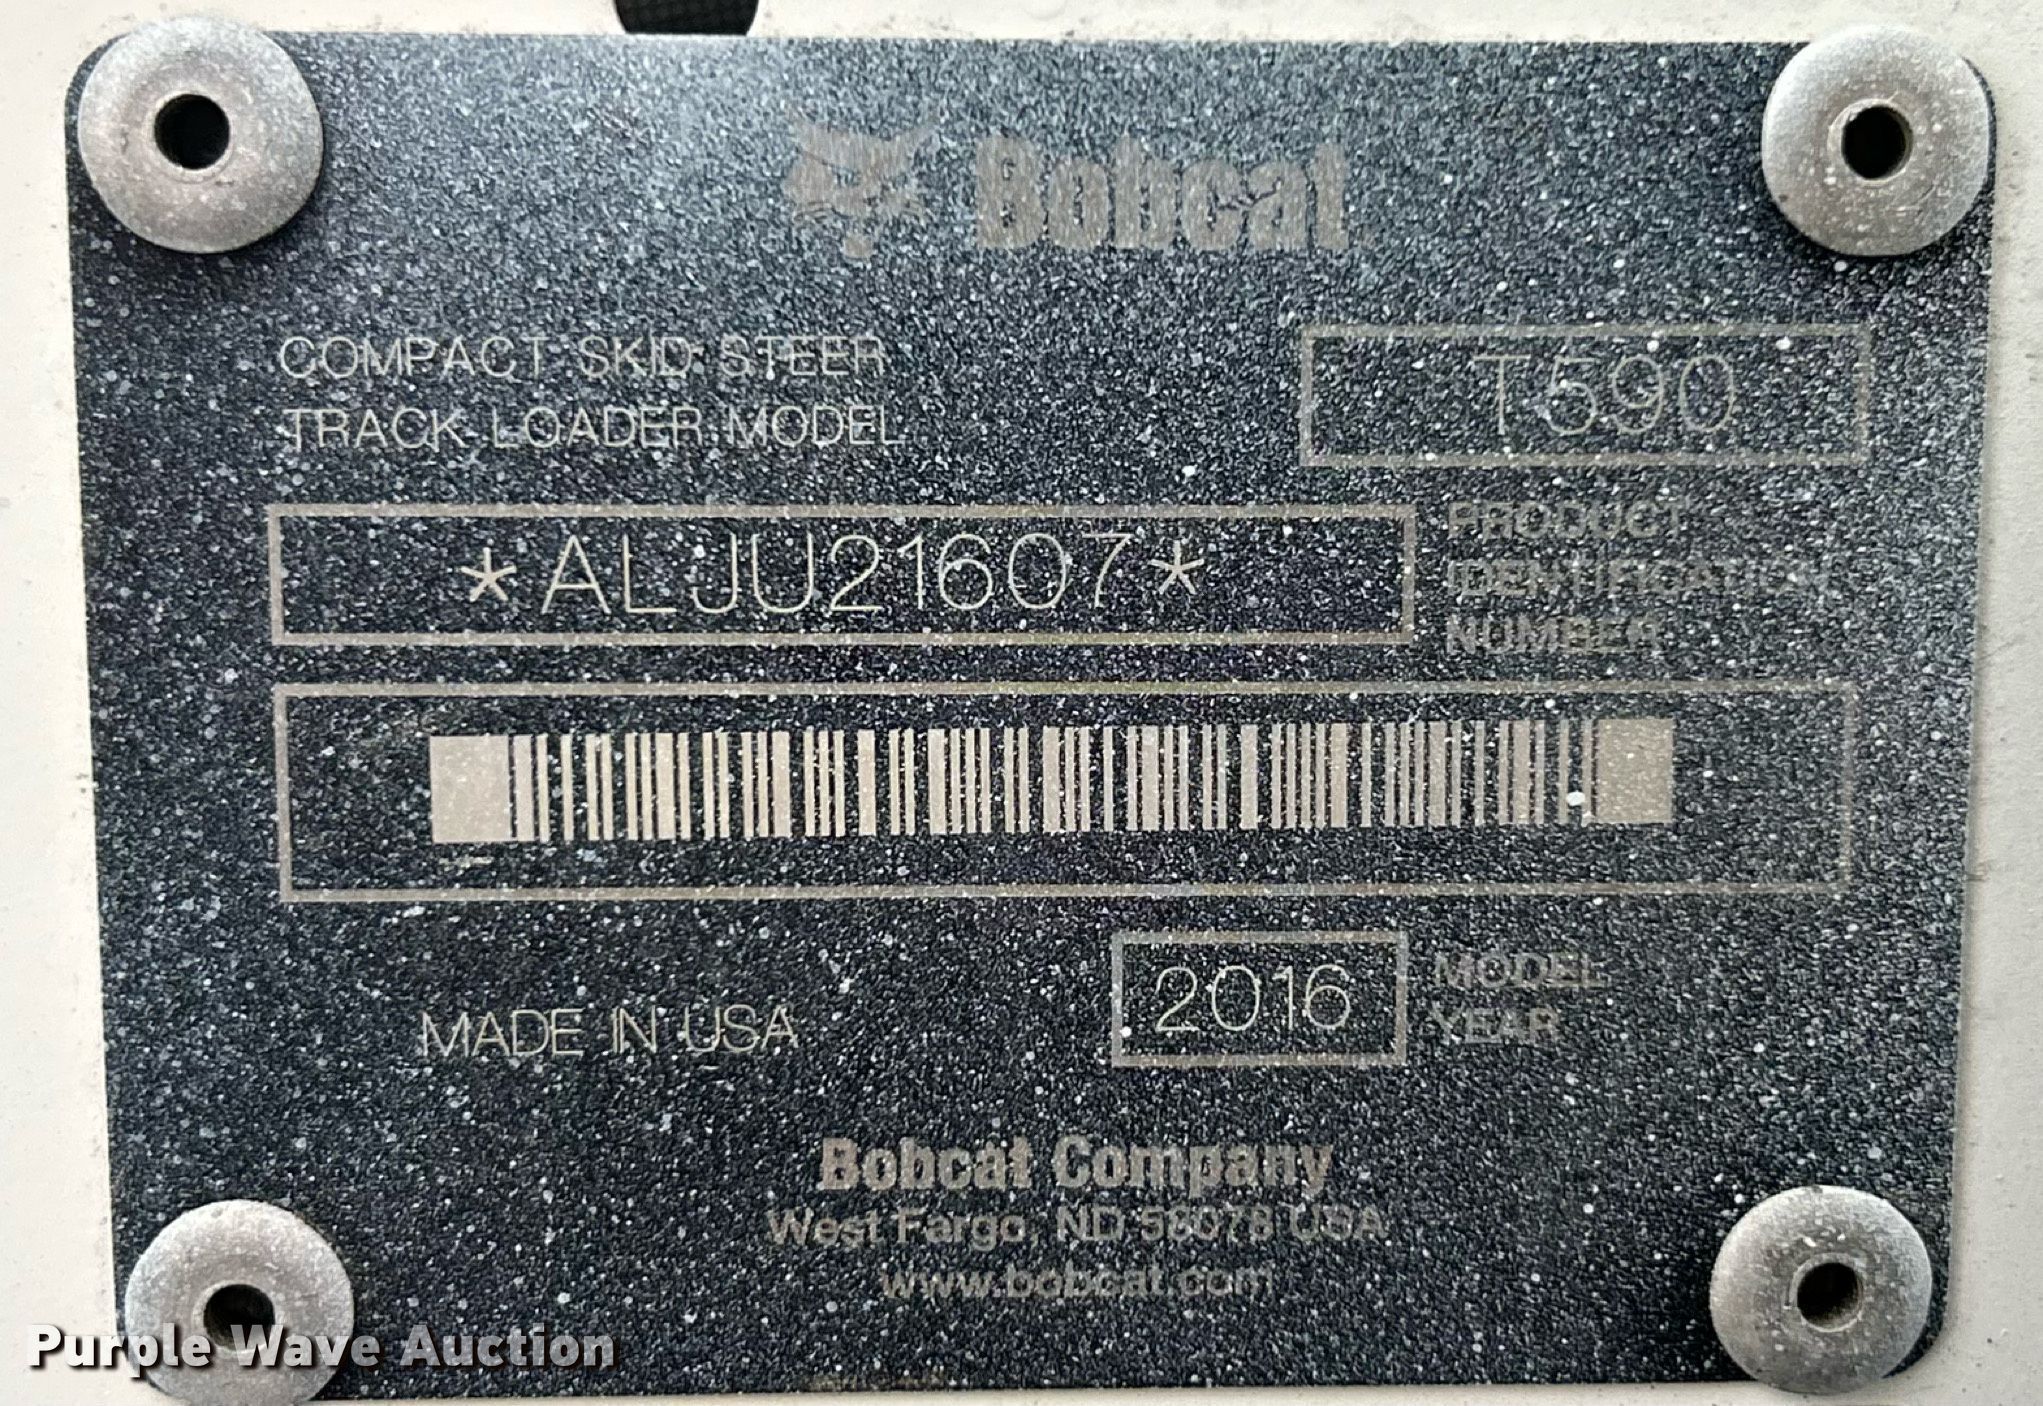 Bobcat
COMPACT SKID STEER
TRACK LOADER MODEL
T590
*ALJU21607*
PRODUCT
IDENTIFICATION
NUMBER
MADE IN USA
2016
MODEL
YEAR
Bobcat Company
West Fargo, ND 58078 USA
www.bobcat.com
Purple Wave Auction